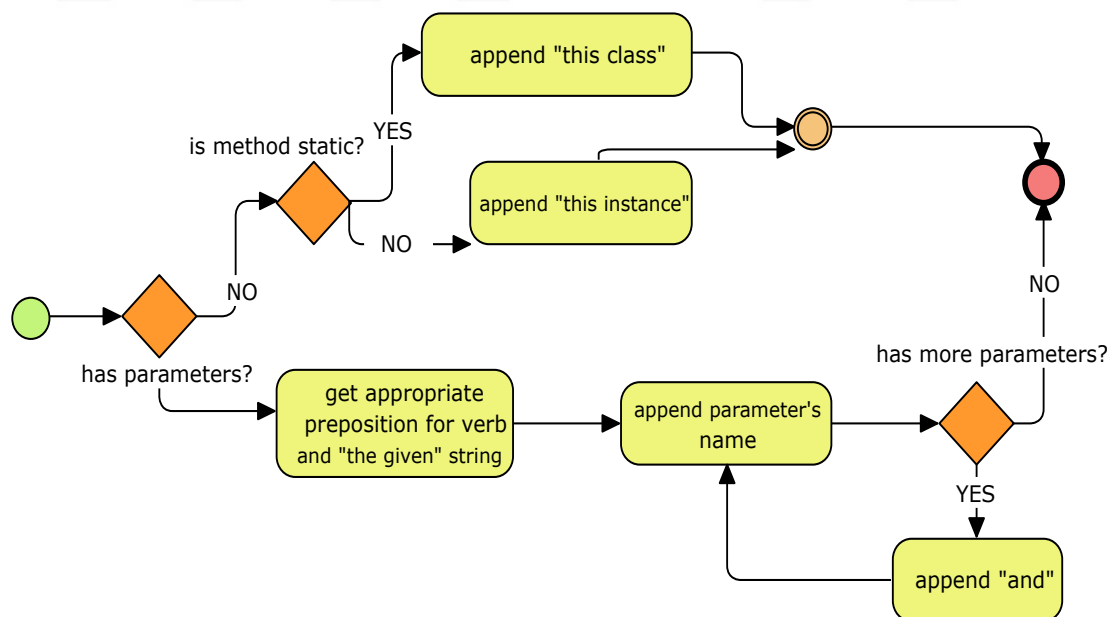 append "this class"
YES
is method static?
append "this instance"
NO
NO
NO
has more parameters?
has parameters?
get appropriate
preposition for verb
and "the given" string
append parameter's
name
YES
append "and"